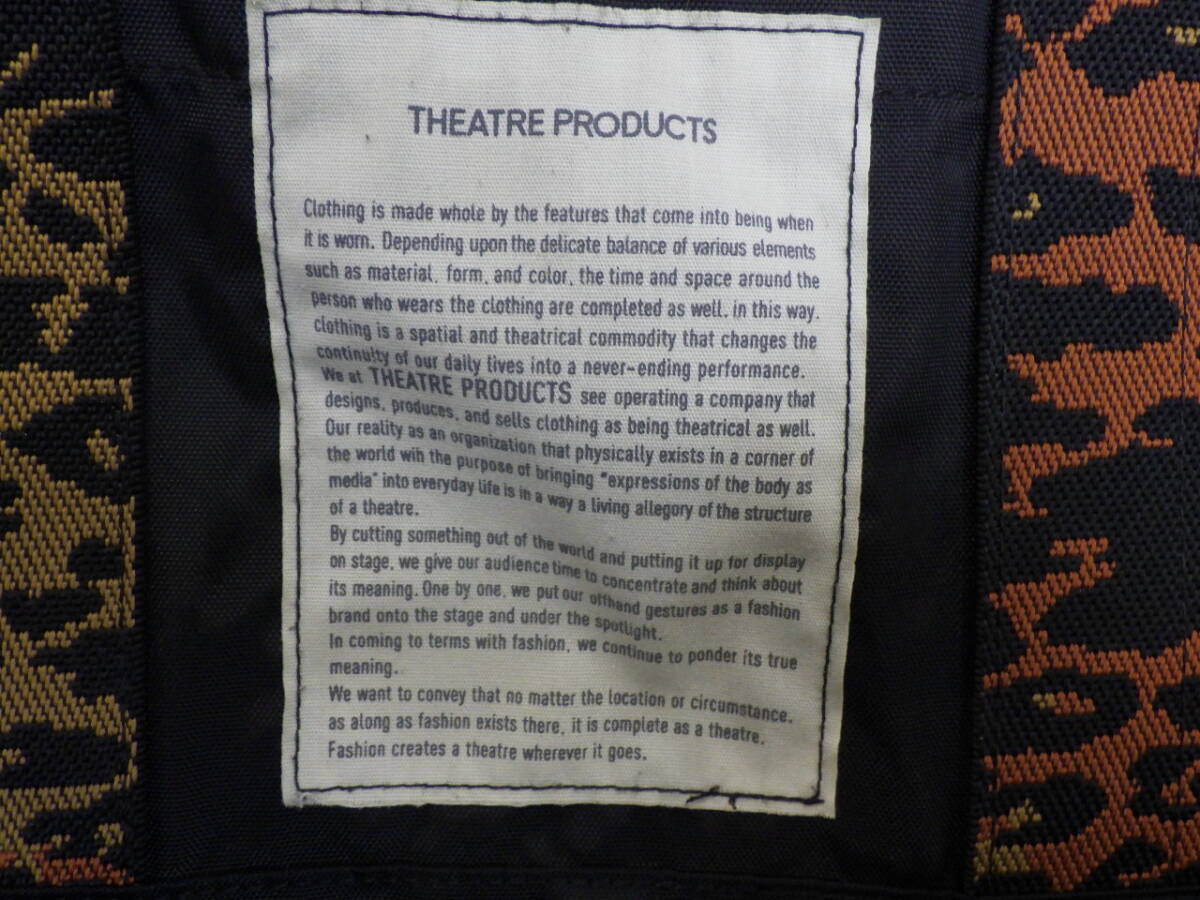 THEATRE PRODUCTS
Clothing is made whole by the features that come into being when
it is worn. Depending upon the delicate balance of various elements
such as material, form, and color, the time and space around the
person who wears the clothing are completed as well. in this way.
clothing is a spatial and theatrical commodity that changes the
continuity of our daily lives into a never-ending performance.
We at THEATRE PRODUCTS see operating a company that
designs, produces, and sells clothing as being theatrical as well.
Our reality as an organization that physically exists in a corner of
the world wih the purpose of bringing "expressions of the body as
media" into everyday life is in a way a living allegory of the structure
of a theatre.
By cutting something out of the world and putting it up for display
on stage, we give our audience time to concentrate and think about
its meaning. One by one, we put our offhand gestures as a fashion
brand onto the stage and under the spotlight.
In coming to terms with fashion, we continue to ponder its true
meaning.
We want to convey that no matter the location or circumstance,
as along as fashion exists there, it is complete as a theatre.
Fashion creates a theatre wherever it goes.